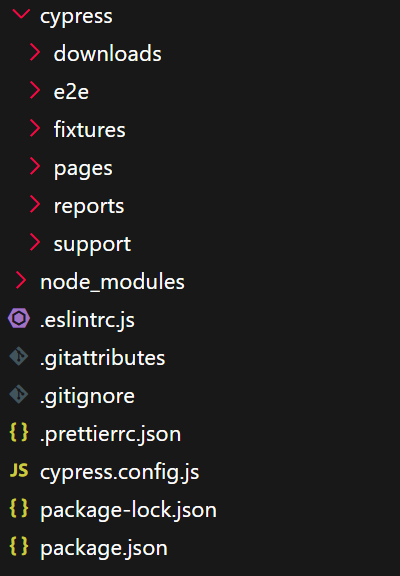 cypress
downloads
e2e
fixtures
pages
reports
support
node_modules
.eslintrc.js
.gitattributes
.gitignore
{ } .prettierrc.json
JS cypress.config.js
{ } package-lock.json
{ } package.json